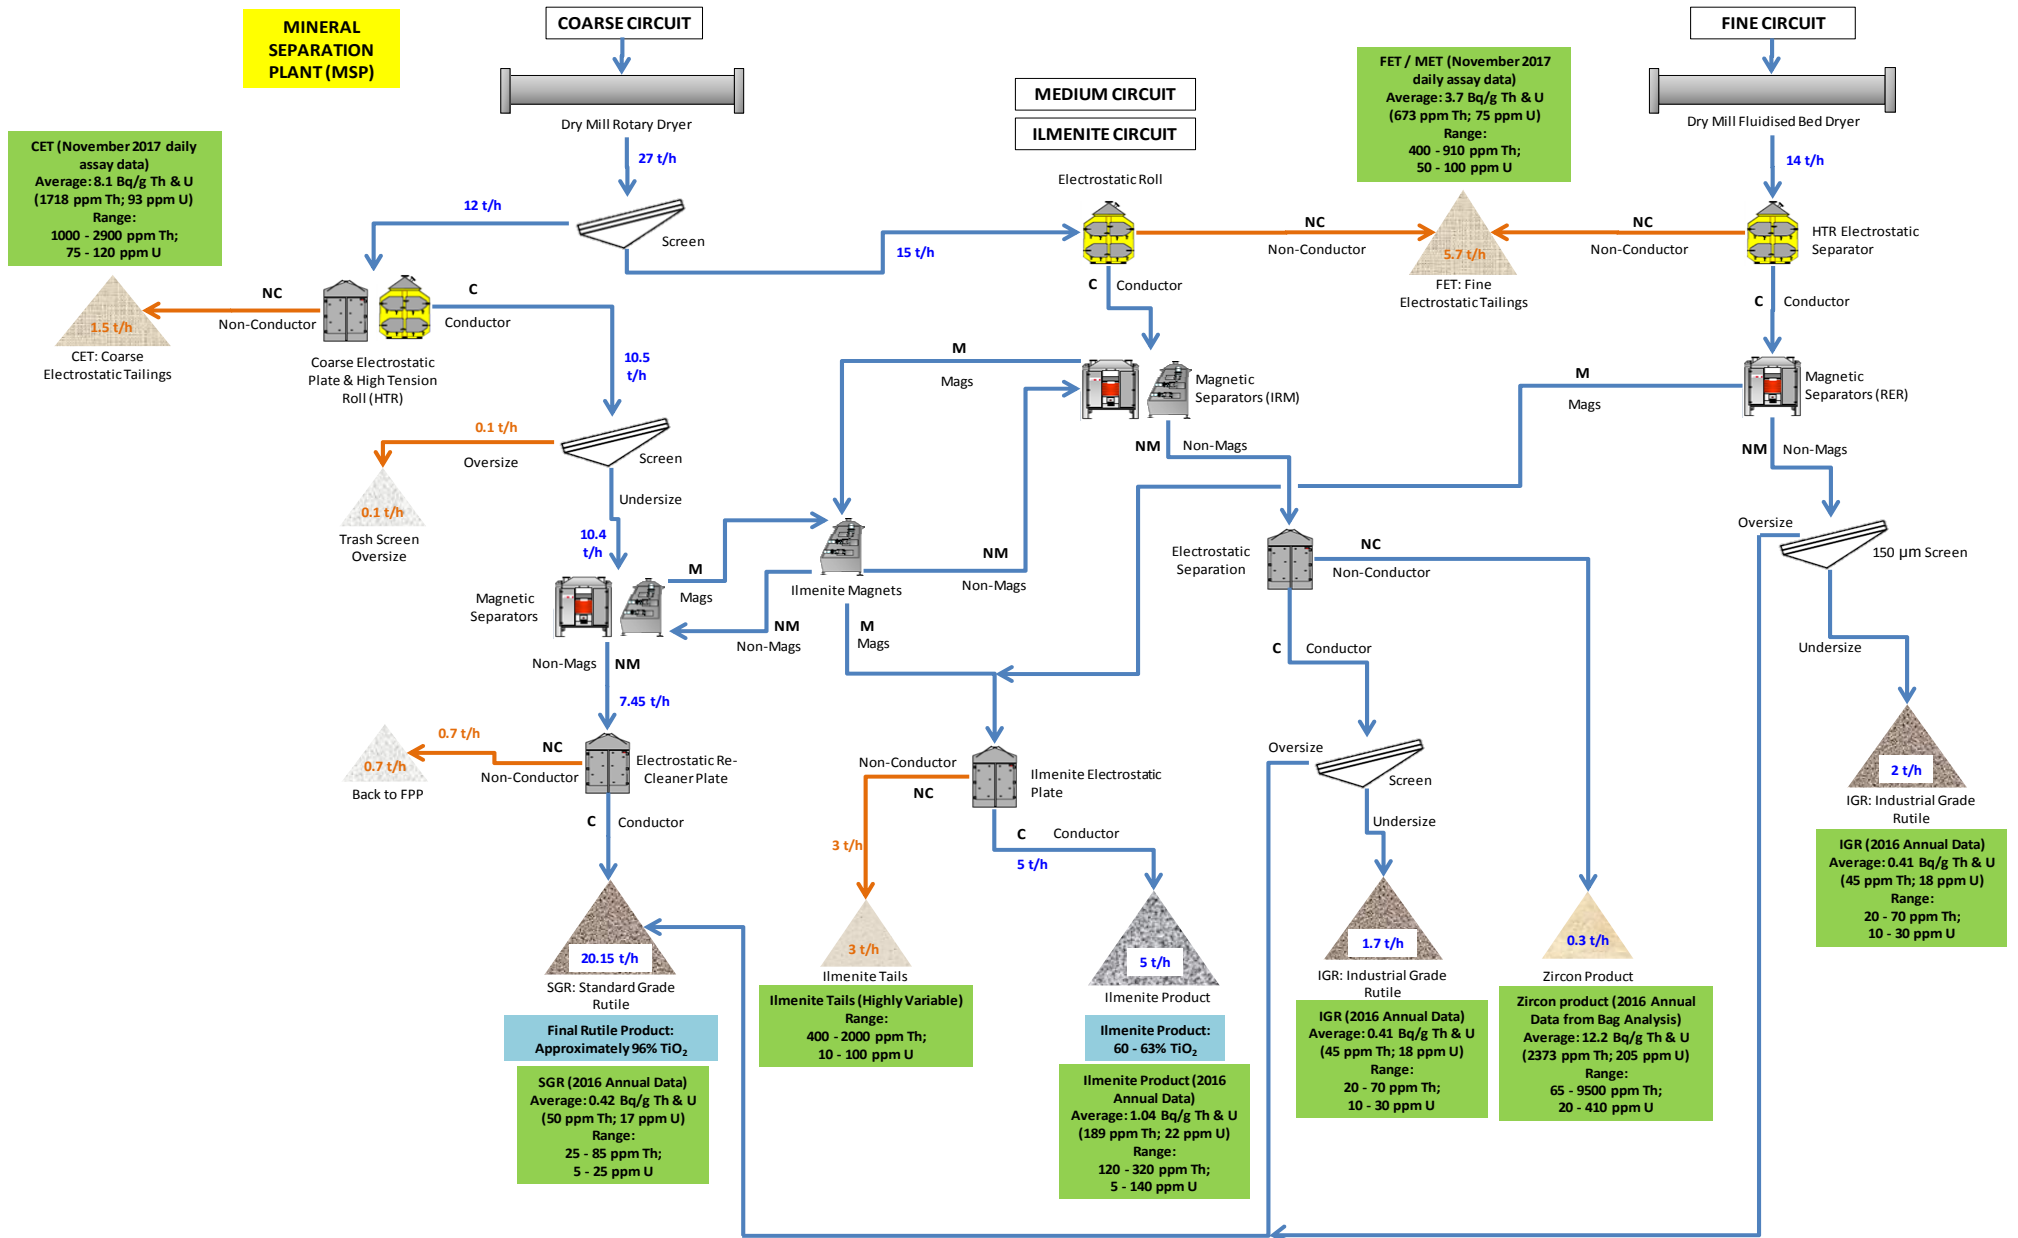 MINERAL
SEPARATION
PLANT (MSP)
COARSE CIRCUIT
Dry Mill Rotary Dryer
27 t/h
12 t/h
Screen
15 t/h
CET (November 2017 daily
assay data)
Average: 8.1 Bq/g Th & U
(1718 ppm Th; 93 ppm U)
Range:
1000 - 2900 ppm Th;
75 - 120 ppm U
1.5 t/h
CET: Coarse
Electrostatic Tailings
NC
Non-Conductor
C
Conductor
Coarse Electrostatic
Plate & High Tension
Roll (HTR)
10.5
t/h
0.1 t/h
Oversize
Screen
0.1 t/h
Trash Screen
Oversize
Undersize
10.4
t/h
Magnetic
Separators
M
Mags
NM
Non-Mags
Ilmenite Magnets
NM
Non-Mags
M
Mags
Non-Mags
NM
7.45 t/h
0.7 t/h
NC
Non-Conductor
0.7 t/h
Back to FPP
Electrostatic Re-
Cleaner Plate
C
Conductor
20.15 t/h
SGR: Standard Grade
Rutile
Final Rutile Product:
Approximately 96% TiO₂
SGR (2016 Annual Data)
Average: 0.42 Bq/g Th & U
(50 ppm Th; 17 ppm U)
Range:
25 - 85 ppm Th;
5 - 25 ppm U
MEDIUM CIRCUIT
ILMENITE CIRCUIT
Electrostatic Roll
NC
Non-Conductor
C
Conductor
M
Mags
Magnetic
Separators (IRM)
NM
Non-Mags
Electrostatic
Separation
NC
Non-Conductor
C
Conductor
Oversize
Screen
Undersize
1.7 t/h
IGR: Industrial Grade
Rutile
IGR (2016 Annual Data)
Average: 0.41 Bq/g Th & U
(45 ppm Th; 18 ppm U)
Range:
20 - 70 ppm Th;
10 - 30 ppm U
0.3 t/h
Zircon Product
Zircon product (2016 Annual
Data from Bag Analysis)
Average: 12.2 Bq/g Th & U
(2373 ppm Th; 205 ppm U)
Range:
65 - 9500 ppm Th;
20 - 410 ppm U
Non-Conductor
NC
Ilmenite Electrostatic
Plate
C
Conductor
5 t/h
3 t/h
3 t/h
Ilmenite Tails
Ilmenite Tails (Highly Variable)
Range:
400 - 2000 ppm Th;
10 - 100 ppm U
5 t/h
Ilmenite Product
Ilmenite Product:
60 - 63% TiO₂
Ilmenite Product (2016
Annual Data)
Average: 1.04 Bq/g Th & U
(189 ppm Th; 22 ppm U)
Range:
120 - 320 ppm Th;
5 - 140 ppm U
FET / MET (November 2017
daily assay data)
Average: 3.7 Bq/g Th & U
(673 ppm Th; 75 ppm U)
Range:
400 - 910 ppm Th;
50 - 100 ppm U
5.7 t/h
FET: Fine
Electrostatic Tailings
FINE CIRCUIT
Dry Mill Fluidised Bed Dryer
14 t/h
NC
Non-Conductor
HTR Electrostatic
Separator
C
Conductor
M
Mags
Magnetic
Separators (RER)
NM
Non-Mags
Oversize
150 µm Screen
Undersize
2 t/h
IGR: Industrial Grade
Rutile
IGR (2016 Annual Data)
Average: 0.41 Bq/g Th & U
(45 ppm Th; 18 ppm U)
Range:
20 - 70 ppm Th;
10 - 30 ppm U